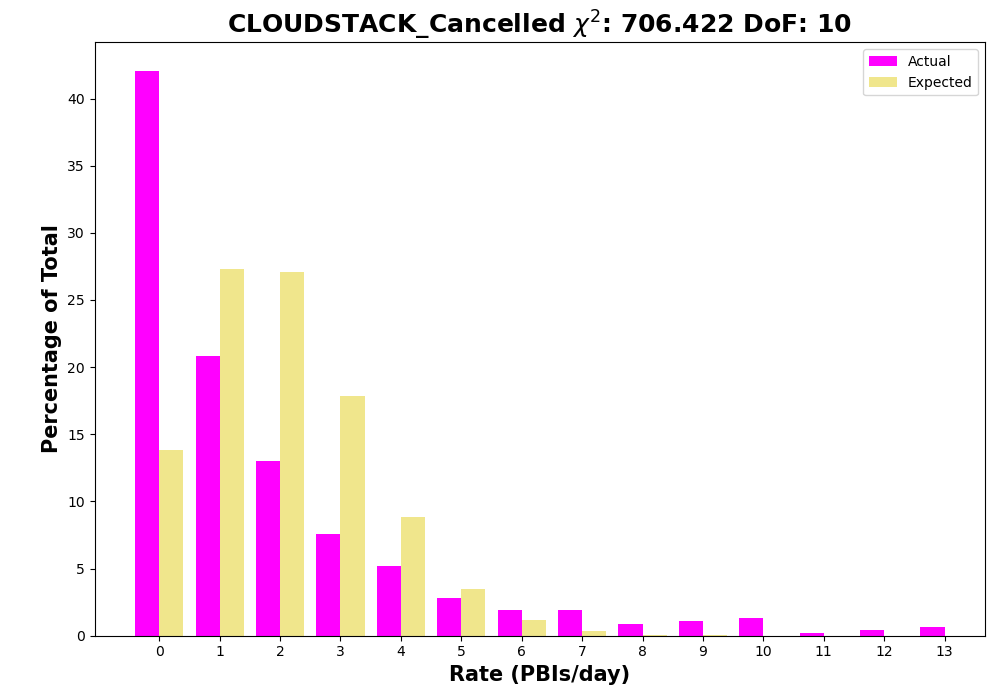 CLOUDSTACK_Cancelled χ²: 706.422 DoF: 10
Actual
Expected
Percentage of Total
40
35
30
25
20
15
10
5
0
0 1 2 3 4 5 6 7 8 9 10 11 12 13
Rate (PBIs/day)